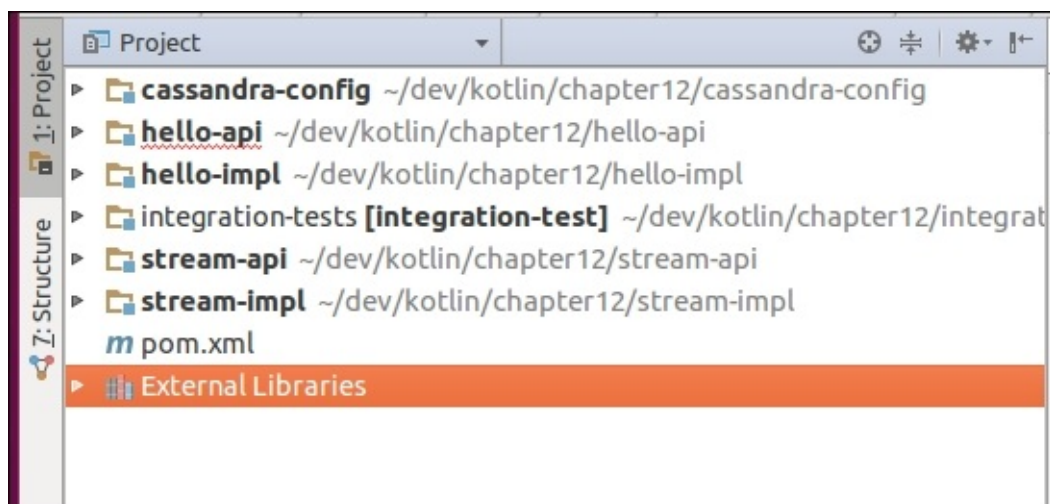 Project
1: Project
7: Structure
cassandra-config ~/dev/kotlin/chapter12/cassandra-config
hello-api ~/dev/kotlin/chapter12/hello-api
hello-impl ~/dev/kotlin/chapter12/hello-impl
integration-tests [integration-test] ~/dev/kotlin/chapter12/integrat
stream-api ~/dev/kotlin/chapter12/stream-api
stream-impl ~/dev/kotlin/chapter12/stream-impl
m pom.xml
External Libraries